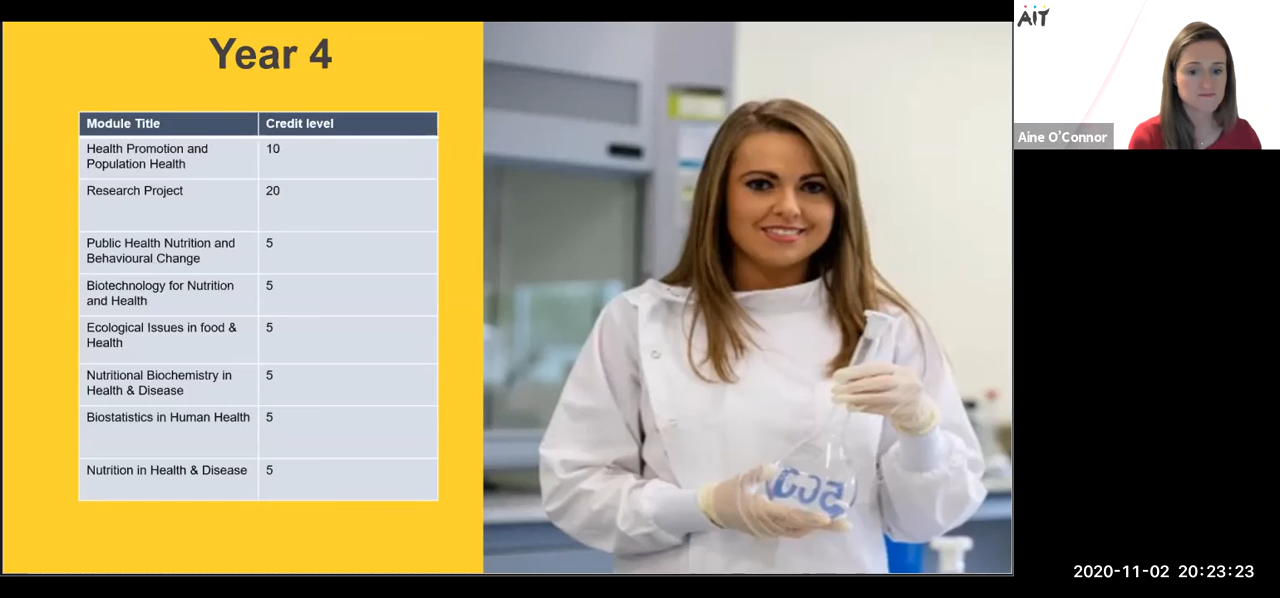 Year 4
Module Title Credit level
Health Promotion and 10
Population Health
Research Project 20
Public Health Nutrition and 5
Behavioural Change
Biotechnology for Nutrition 5
and Health
Ecological Issues in food & 5
Health
Nutritional Biochemistry in 5
Health & Disease
Biostatistics in Human Health 5
Nutrition in Health & Disease 5
AIT
Aine O'Connor
2020-11-02 20:23:23